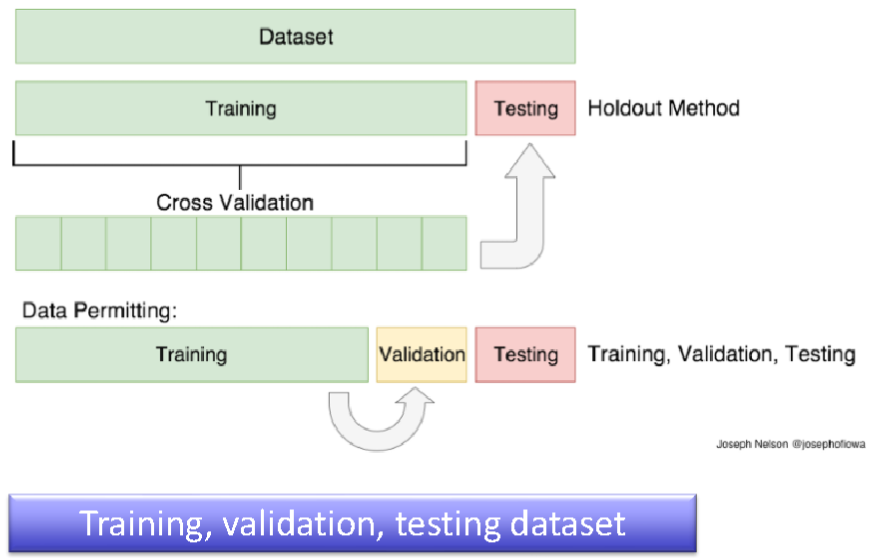 Dataset
Training
Testing
Holdout Method
Cross Validation
Data Permitting:
Training
Validation
Testing
Training, Validation, Testing
Joseph Nelson @josephofiowa
Training, validation, testing dataset